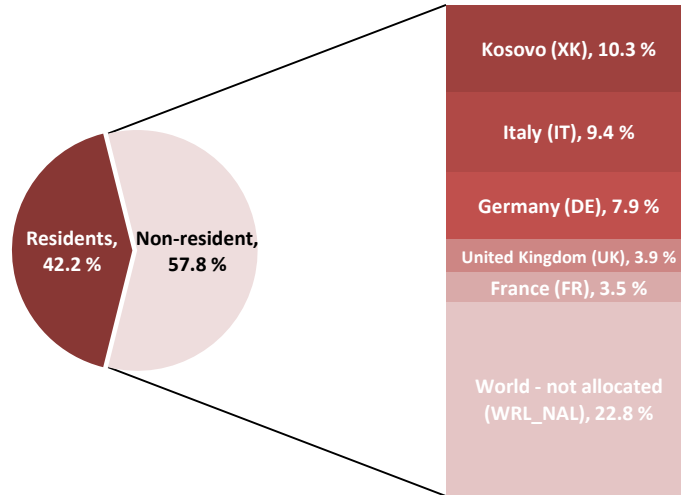 Kosovo (XK), 10.3 %
Italy (IT), 9.4 %
Germany (DE), 7.9 %
Residents,
42.2 %
Non-resident,
57.8 %
United Kingdom (UK), 3.9 %
France (FR), 3.5 %
World - not allocated
(WRL_NAL), 22.8 %